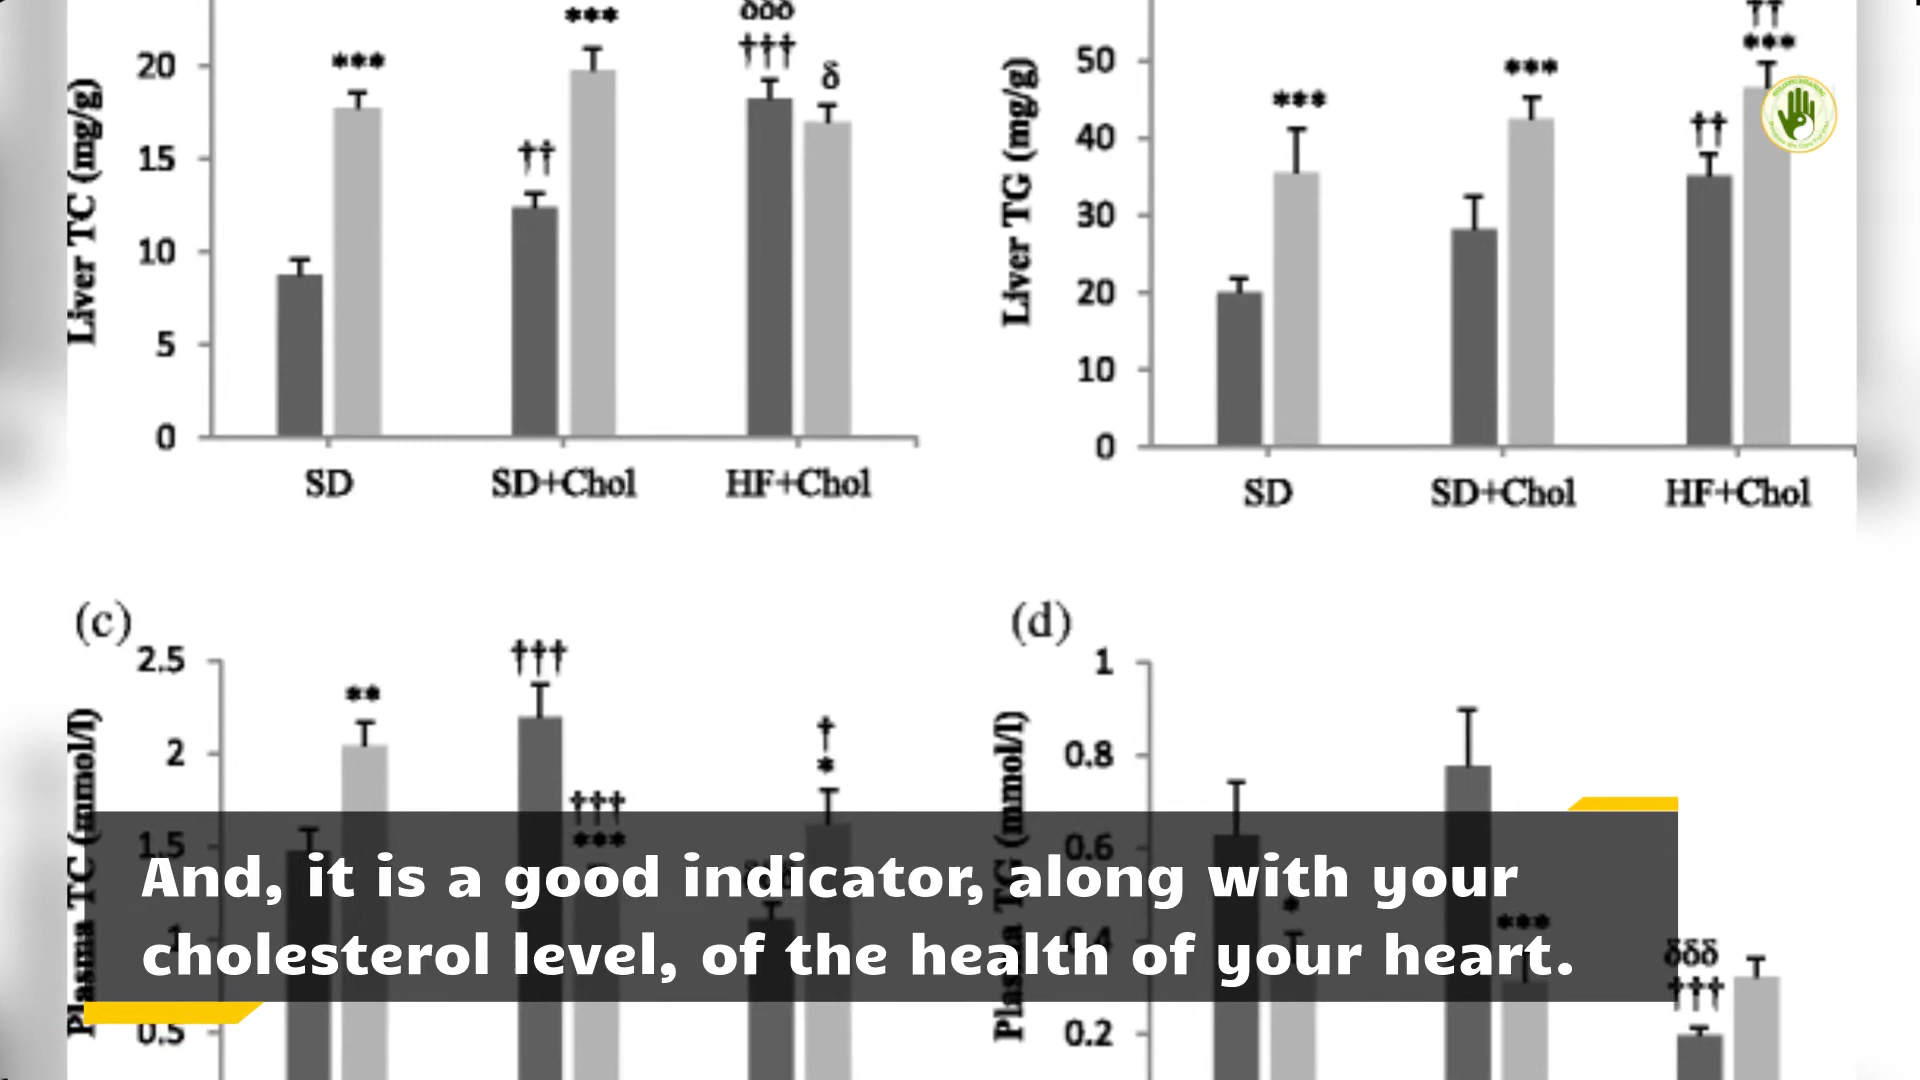 δδδ
***
†††
***
δ
††
20
15
10
5
0
Liver TC (mg/g)
SD
SD+Chol
HF+Chol
††
***
***
***
††
50
40
30
20
10
0
Liver TG (mg/g)
SD
SD+Chol
HF+Chol
(c)
2.5
2
1.5
1
0.5
Plasma TC (mmol/l)
**
†††
†††
***
†
*
(d)
1
0.8
0.6
0.4
0.2
Plasma TG (mmol/l)
*
***
δδδ
†††
And, it is a good indicator, along with your
cholesterol level, of the health of your heart.